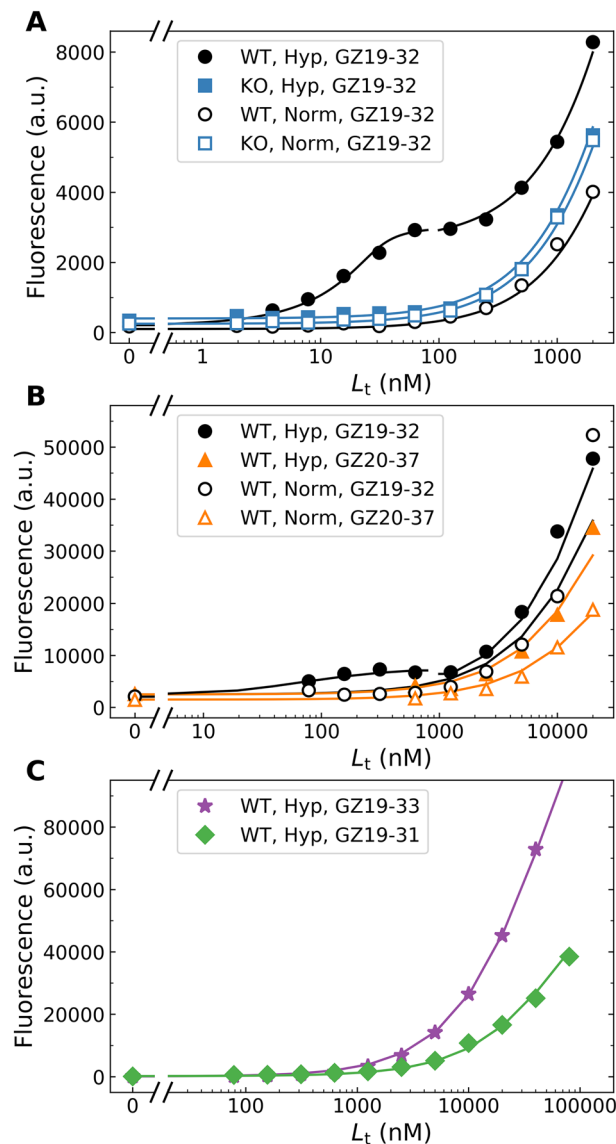 A
8000
6000
4000
2000
0
Fluorescence (a.u.)
WT, Hyp, GZ19-32
KO, Hyp, GZ19-32
WT, Norm, GZ19-32
KO, Norm, GZ19-32
0 1 10 100 1000
Lt (nM)
B
50000
40000
30000
20000
10000
0
Fluorescence (a.u.)
WT, Hyp, GZ19-32
WT, Hyp, GZ20-37
WT, Norm, GZ19-32
WT, Norm, GZ20-37
0 10 100 1000 10000
Lt (nM)
C
80000
60000
40000
20000
0
Fluorescence (a.u.)
WT, Hyp, GZ19-33
WT, Hyp, GZ19-31
0 100 1000 10000 100000
Lt (nM)